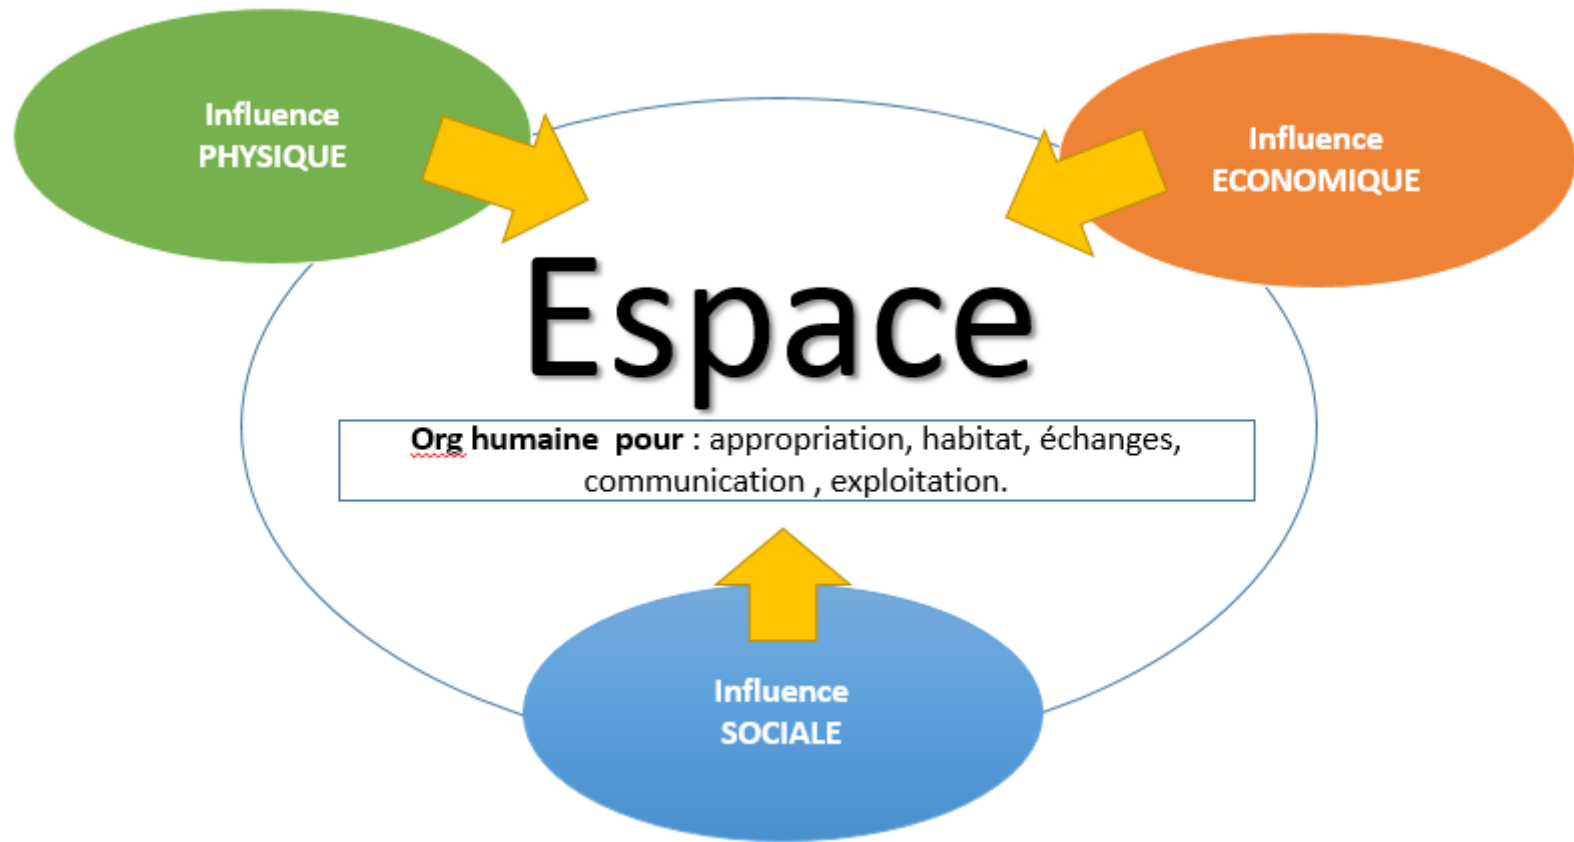 Influence
PHYSIQUE
Influence
ECONOMIQUE
Espace
Org humaine  pour : appropriation, habitat, échanges,
communication , exploitation.
Influence
SOCIALE